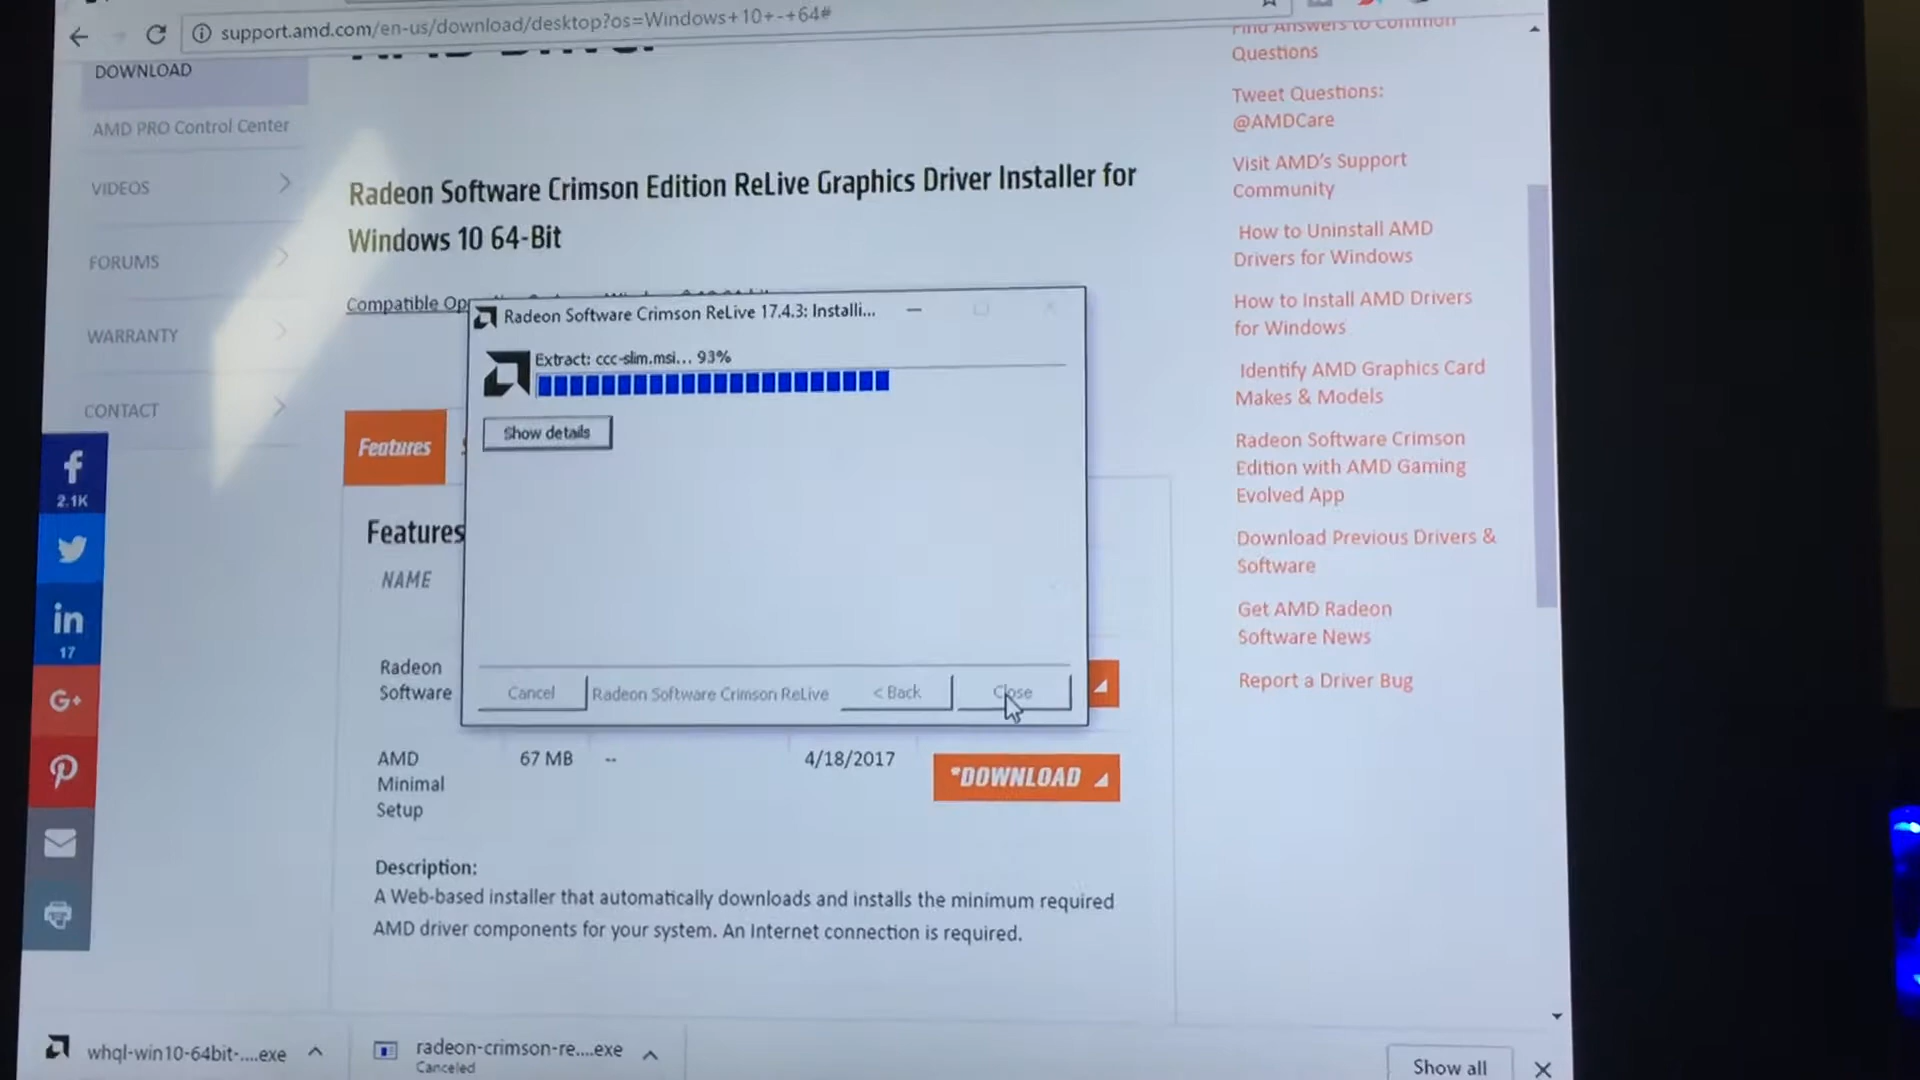 support.amd.com/en-us/download/desktop?os=Windows+10+-+64#
DOWNLOAD
AMD PRO Control Center
VIDEOS
FORUMS
WARRANTY
CONTACT
2.1K
in
17
G+
Radeon Software Crimson Edition ReLive Graphics Driver Installer for
Windows 10 64-Bit
Compatible Op
Radeon Software Crimson ReLive 17.4.3: Installi...
Extract: ccc-slim.msi... 93%
Show details
Cancel
Radeon Software Crimson ReLive
< Back
Close
Features
Features
NAME
Radeon
Software
AMD
Minimal
Setup
67 MB
--
4/18/2017
*DOWNLOAD
Description:
A Web-based installer that automatically downloads and installs the minimum required
AMD driver components for your system. An Internet connection is required.
Find Answers to Common
Questions
Tweet Questions:
@AMDCare
Visit AMD's Support
Community
How to Uninstall AMD
Drivers for Windows
How to Install AMD Drivers
for Windows
Identify AMD Graphics Card
Makes & Models
Radeon Software Crimson
Edition with AMD Gaming
Evolved App
Download Previous Drivers &
Software
Get AMD Radeon
Software News
Report a Driver Bug
whql-win10-64bit-....exe
radeon-crimson-re....exe
Canceled
Show all